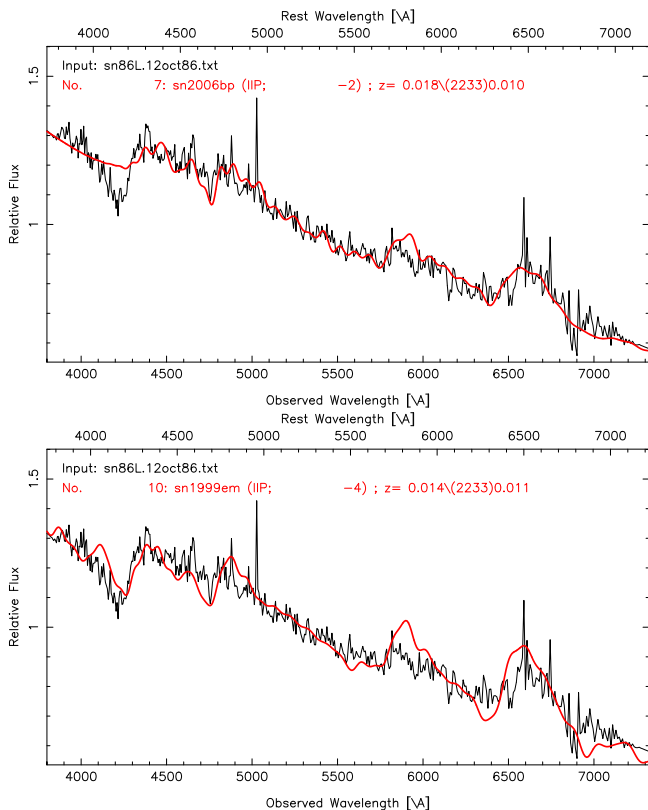 Rest Wavelength [\A]
4000 4500 5000 5500 6000 6500 7000
Input: sn86L.12oct86.txt
No. 7: sn2006bp (IIP; -2) ; z= 0.018\(2233)0.010
1.5
1
Relative Flux
4000 4500 5000 5500 6000 6500 7000
Observed Wavelength [\A]
Rest Wavelength [\A]
4000 4500 5000 5500 6000 6500 7000
Input: sn86L.12oct86.txt
No. 10: sn1999em (IIP; -4) ; z= 0.014\(2233)0.011
1.5
1
Relative Flux
4000 4500 5000 5500 6000 6500 7000
Observed Wavelength [\A]